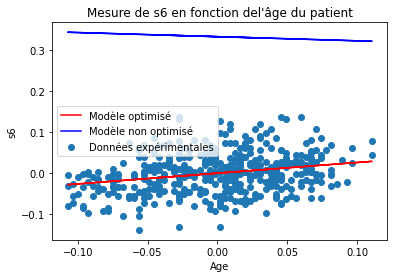 Mesure de s6 en fonction del'âge du patient
s6
0.3
0.2
0.1
0.0
−0.1
Modèle optimisé
Modèle non optimisé
Données expérimentales
−0.10
−0.05
0.00
0.05
0.10
Age